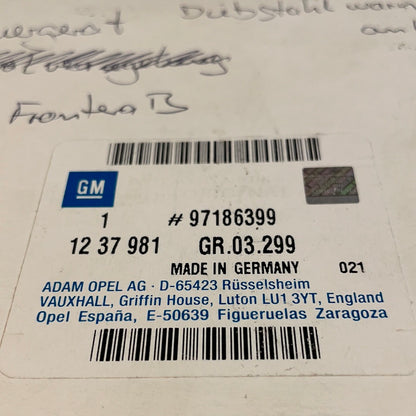 Diebstahlwarn
Frontera B
GM
1 # 97186399
12 37 981 GR.03.299
MADE IN GERMANY 021
ADAM OPEL AG · D-65423 Rüsselsheim
VAUXHALL, Griffin House, Luton LU1 3YT, England
Opel España, E-50639 Figueruelas Zaragoza